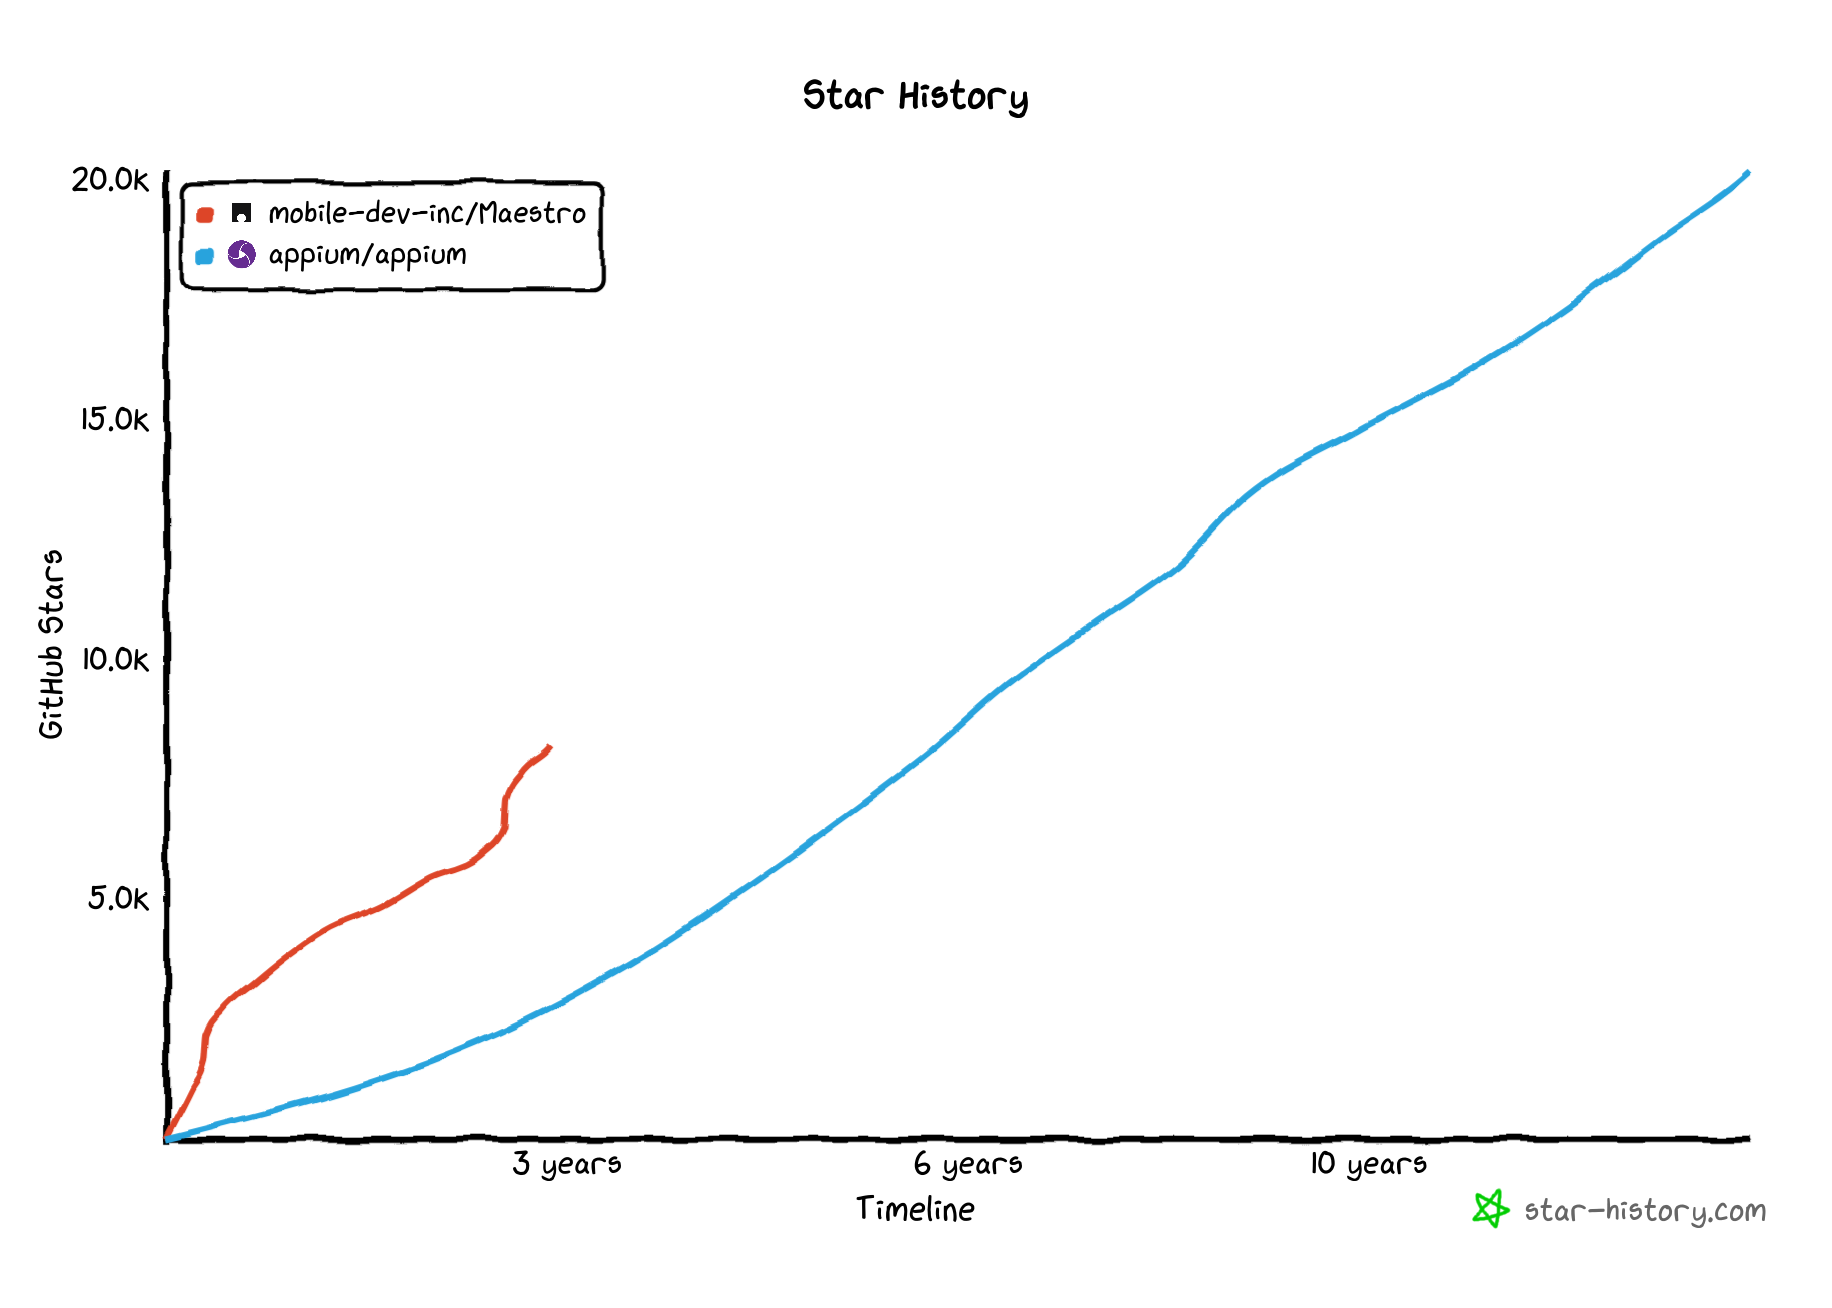 Star History
20.0K
mobile-dev-inc/Maestro
appium/appium
15.0K
10.0K
5.0K
GitHub Stars
3 years
6 years
10 years
Timeline
star-history.com